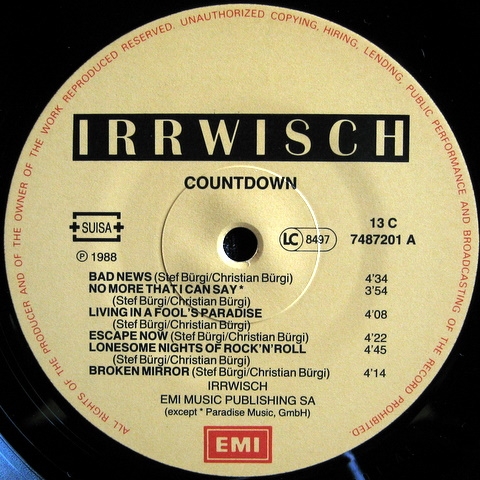 ALL RIGHTS OF THE PRODUCER AND OF THE OWNER OF THE WORK REPRODUCED RESERVED. UNAUTHORIZED COPYING, HIRING, LENDING, PUBLIC PERFORMANCE AND BROADCASTING OF THE RECORD PROHIBITED
IRRWISCH
COUNTDOWN
SUISA
℗ 1988
LC 8497
13 C
7487201 A
BAD NEWS (Stef Bürgi/Christian Bürgi) 4'34
NO MORE THAT I CAN SAY * 3'54
(Stef Bürgi/Christian Bürgi)
LIVING IN A FOOL'S PARADISE 4'08
(Stef Bürgi/Christian Bürgi)
ESCAPE NOW (Stef Bürgi/Christian Bürgi) 4'22
LONESOME NIGHTS OF ROCK'N'ROLL 4'45
(Stef Bürgi/Christian Bürgi)
BROKEN MIRROR (Stef Bürgi/Christian Bürgi) 4'14
IRRWISCH
EMI MUSIC PUBLISHING SA
(except * Paradise Music, GmbH)
EMI